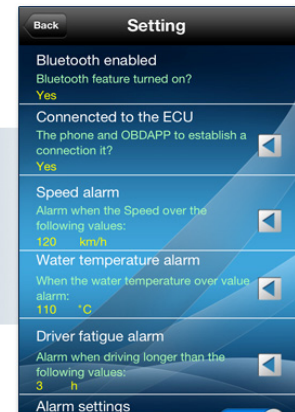 Back
Setting
Bluetooth enabled
Bluetooth feature turned on?
Yes
Connencted to the ECU
The phone and OBDAPP to establish a
connection it?
Yes
Speed alarm
Alarm when the Speed over the
following values:
120 km/h
Water temperature alarm
When the water temperature over value
alarm:
110 °C
Driver fatigue alarm
Alarm when driving longer than the
following values:
3 h
Alarm settings